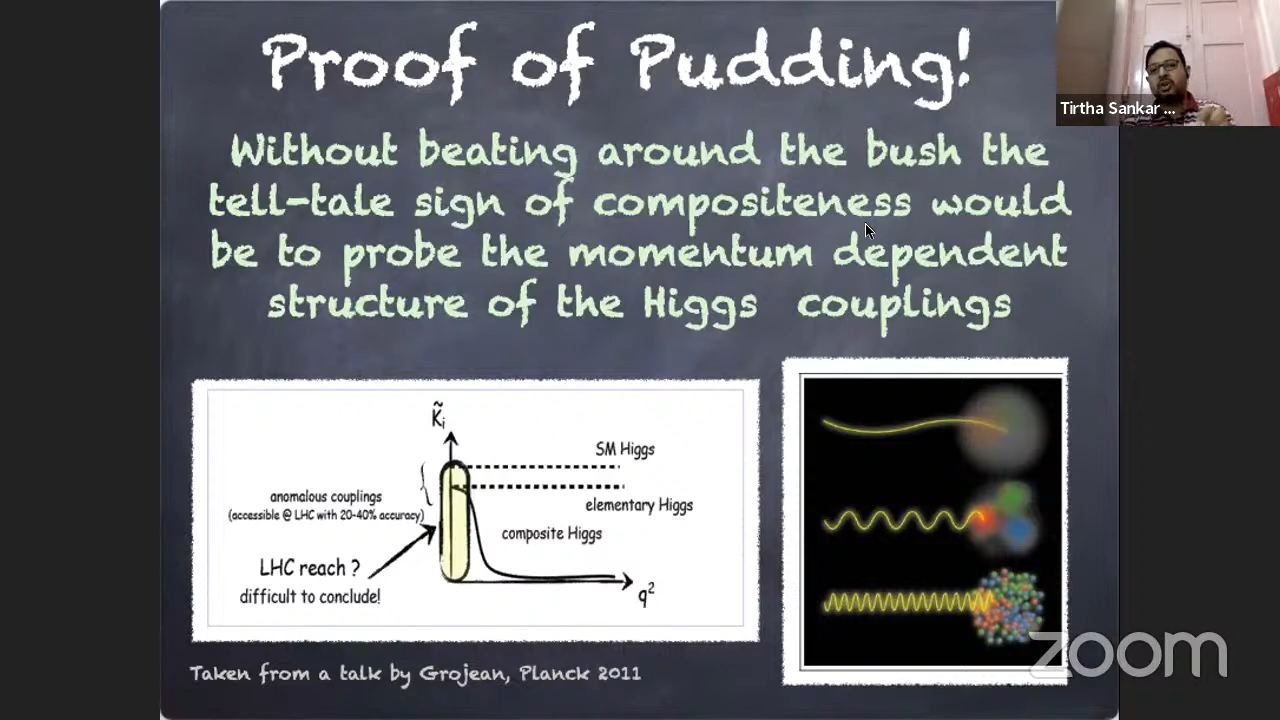 Proof of Pudding!
Tirtha Sankar ...
Without beating around the bush the
tell-tale sign of compositeness would
be to probe the momentum dependent
structure of the Higgs couplings
K̃i
SM Higgs
anomalous couplings
(accessible @ LHC with 20-40% accuracy)
elementary Higgs
composite Higgs
LHC reach ?
difficult to conclude!
q²
zoom
Taken from a talk by Grojean, Planck 2011